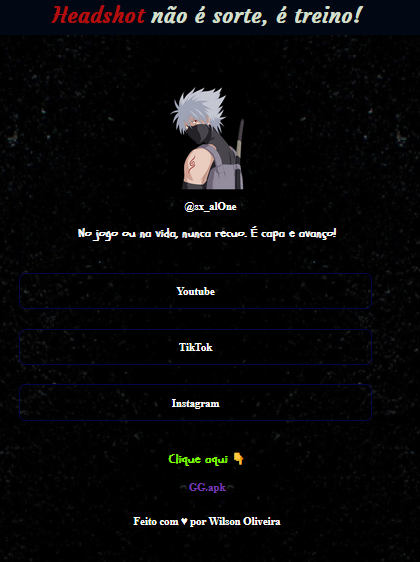 Headshot não é sorte, é treino!
@sx_alOne
No jogo ou na vida, nunca recuo. É capa e avanço!
Youtube
TikTok
Instagram
Clique aqui 👇
GG.apk
Feito com ♥ por Wilson Oliveira